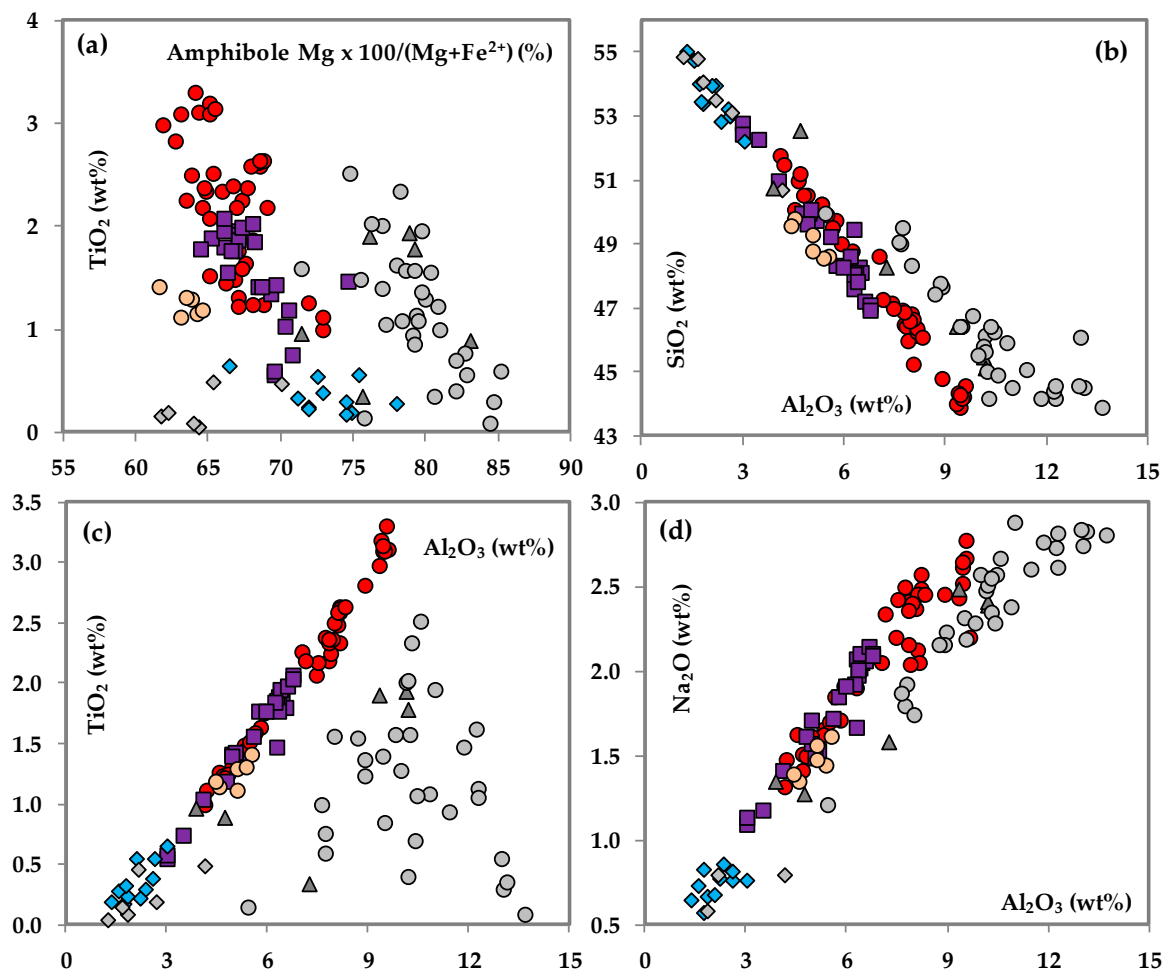 4
(a)
Amphibole Mg x 100/(Mg+Fe²⁺) (%)
3
2
1
0
TiO₂ (wt%)
55 60 65 70 75 80 85 90
55
(b)
53
51
49
47
45
43
SiO₂ (wt%)
Al₂O₃ (wt%)
0 3 6 9 12 15
3.5
(c)
Al₂O₃ (wt%)
3.0
2.5
2.0
1.5
1.0
0.5
0.0
TiO₂ (wt%)
0 3 6 9 12 15
3.0
(d)
2.5
2.0
1.5
1.0
0.5
Na₂O (wt%)
Al₂O₃ (wt%)
0 3 6 9 12 15